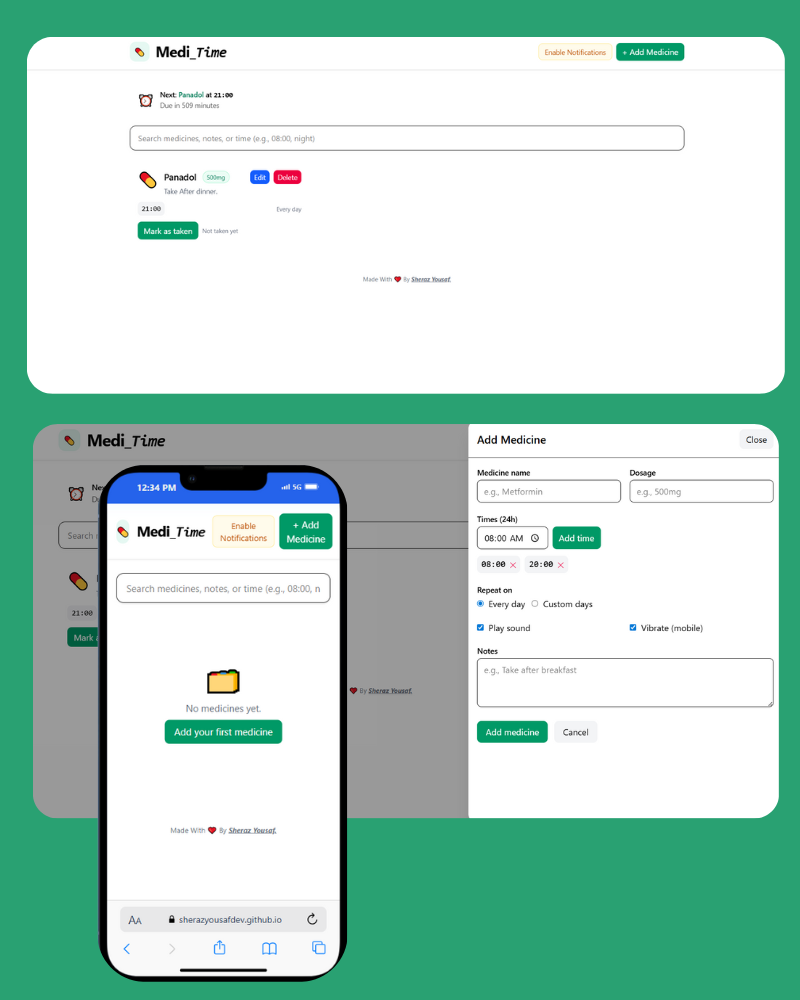 Medi_Time
Enable Notifications
+ Add Medicine
Next: Panadol at 21:00
Due in 509 minutes
Search medicines, notes, or time (e.g., 08:00, night)
Panadol 500mg Edit Delete
Take After dinner.
21:00 Every day
Mark as taken Not taken yet
Made With ❤️ By Sheraz Yousaf.
Medi_Time
Search
21:00
Mark
❤️ By Sheraz Yousaf.
12:34 PM 5G
Medi_Time
Enable
Notifications
+ Add
Medicine
Search medicines, notes, or time (e.g., 08:00, n
No medicines yet.
Add your first medicine
Made With ❤️ By Sheraz Yousaf.
AA sherazyousafdev.github.io
Add Medicine Close
Medicine name Dosage
e.g., Metformin e.g., 500mg
Times (24h)
08:00 AM Add time
08:00 × 20:00 ×
Repeat on
Every day Custom days
Play sound Vibrate (mobile)
Notes
e.g., Take after breakfast
Add medicine Cancel